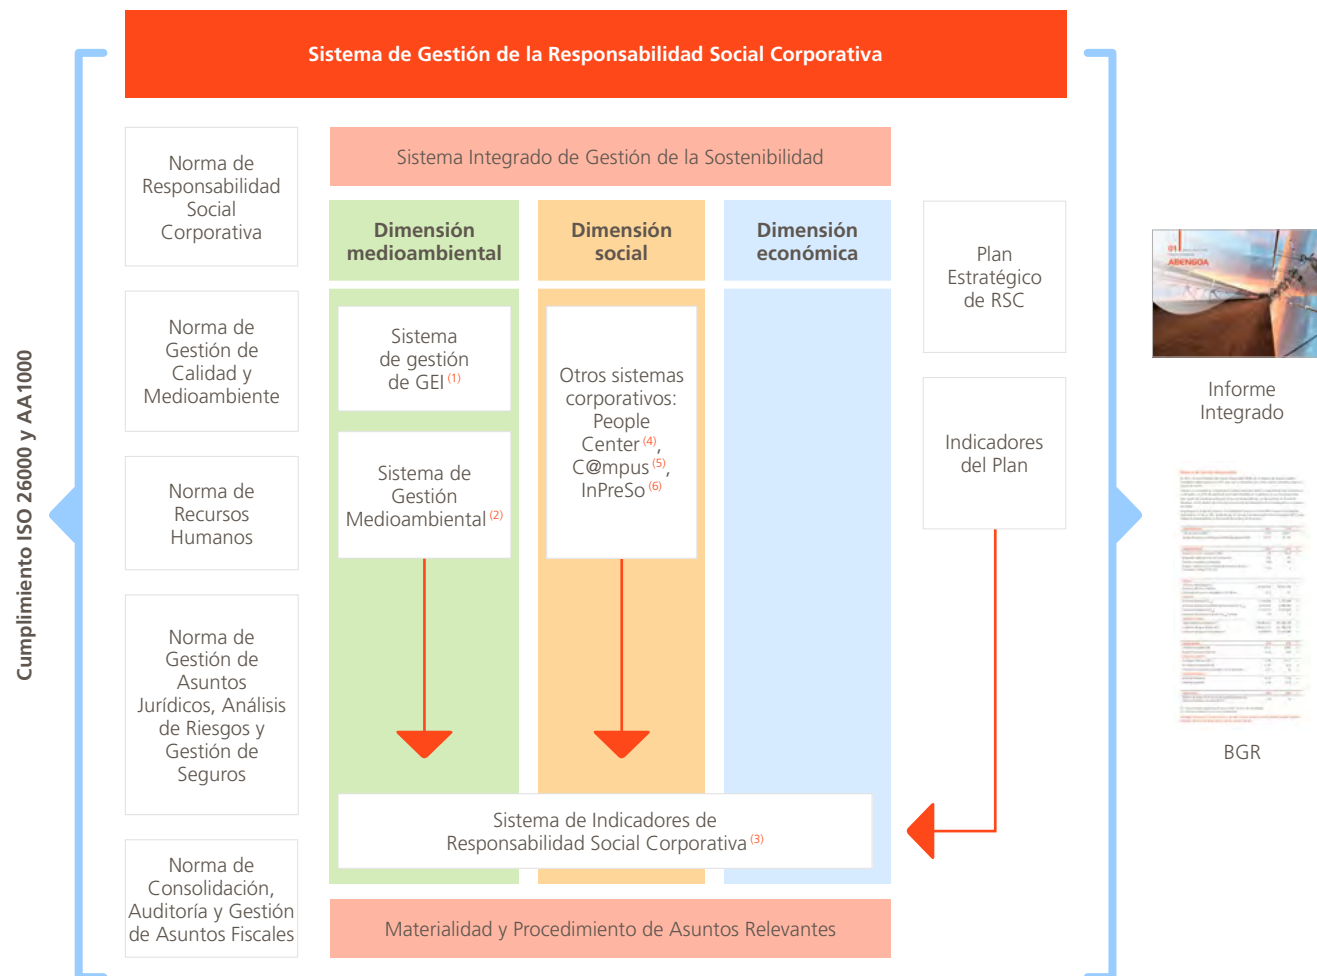 Sistema de Gestión de la Responsabilidad Social Corporativa
Cumplimiento ISO 26000 y AA1000
Norma de
Responsabilidad
Social
Corporativa
Norma de
Gestión de
Calidad y
Medioambiente
Norma de
Recursos
Humanos
Norma de
Gestión de
Asuntos
Jurídicos, Análisis
de Riesgos y
Gestión de
Seguros
Norma de
Consolidación,
Auditoría y Gestión
de Asuntos Fiscales
Sistema Integrado de Gestión de la Sostenibilidad
Dimensión
medioambiental
Dimensión
social
Dimensión
económica
Sistema
de gestión
de GEI (1)
Sistema de
Gestión
Medioambiental (2)
Otros sistemas
corporativos:
People
Center (4),
C@mpus (5),
InPreSo (6)
Sistema de Indicadores de
Responsabilidad Social Corporativa (3)
Materialidad y Procedimiento de Asuntos Relevantes
Plan
Estratégico
de RSC
Indicadores
del Plan
01
ABENGOA
Informe
Integrado
BGR